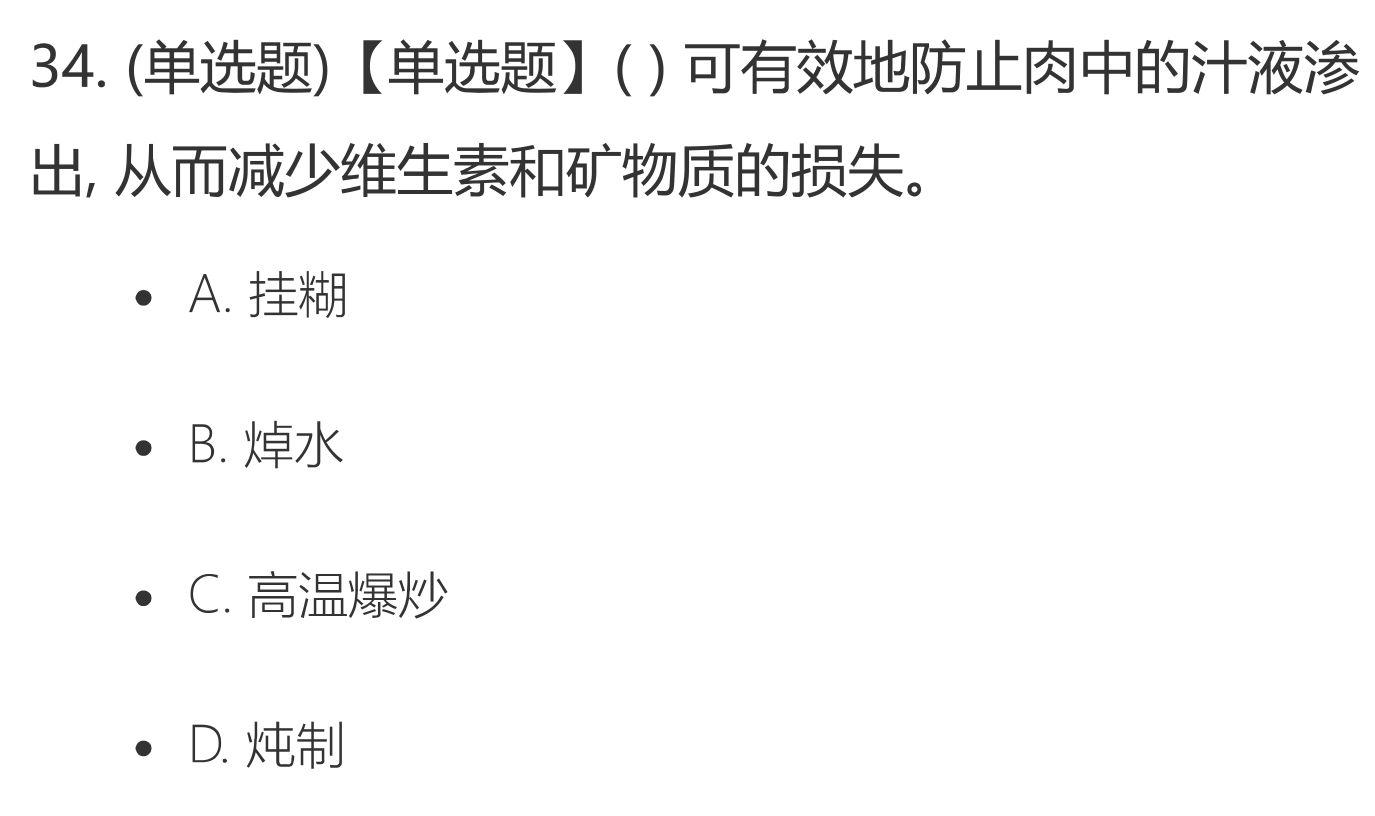 34. (单选题)【单选题】( ) 可有效地防止肉中的汁液渗
出, 从而减少维生素和矿物质的损失。
A. 挂糊
B. 焯水
C. 高温爆炒
D. 炖制